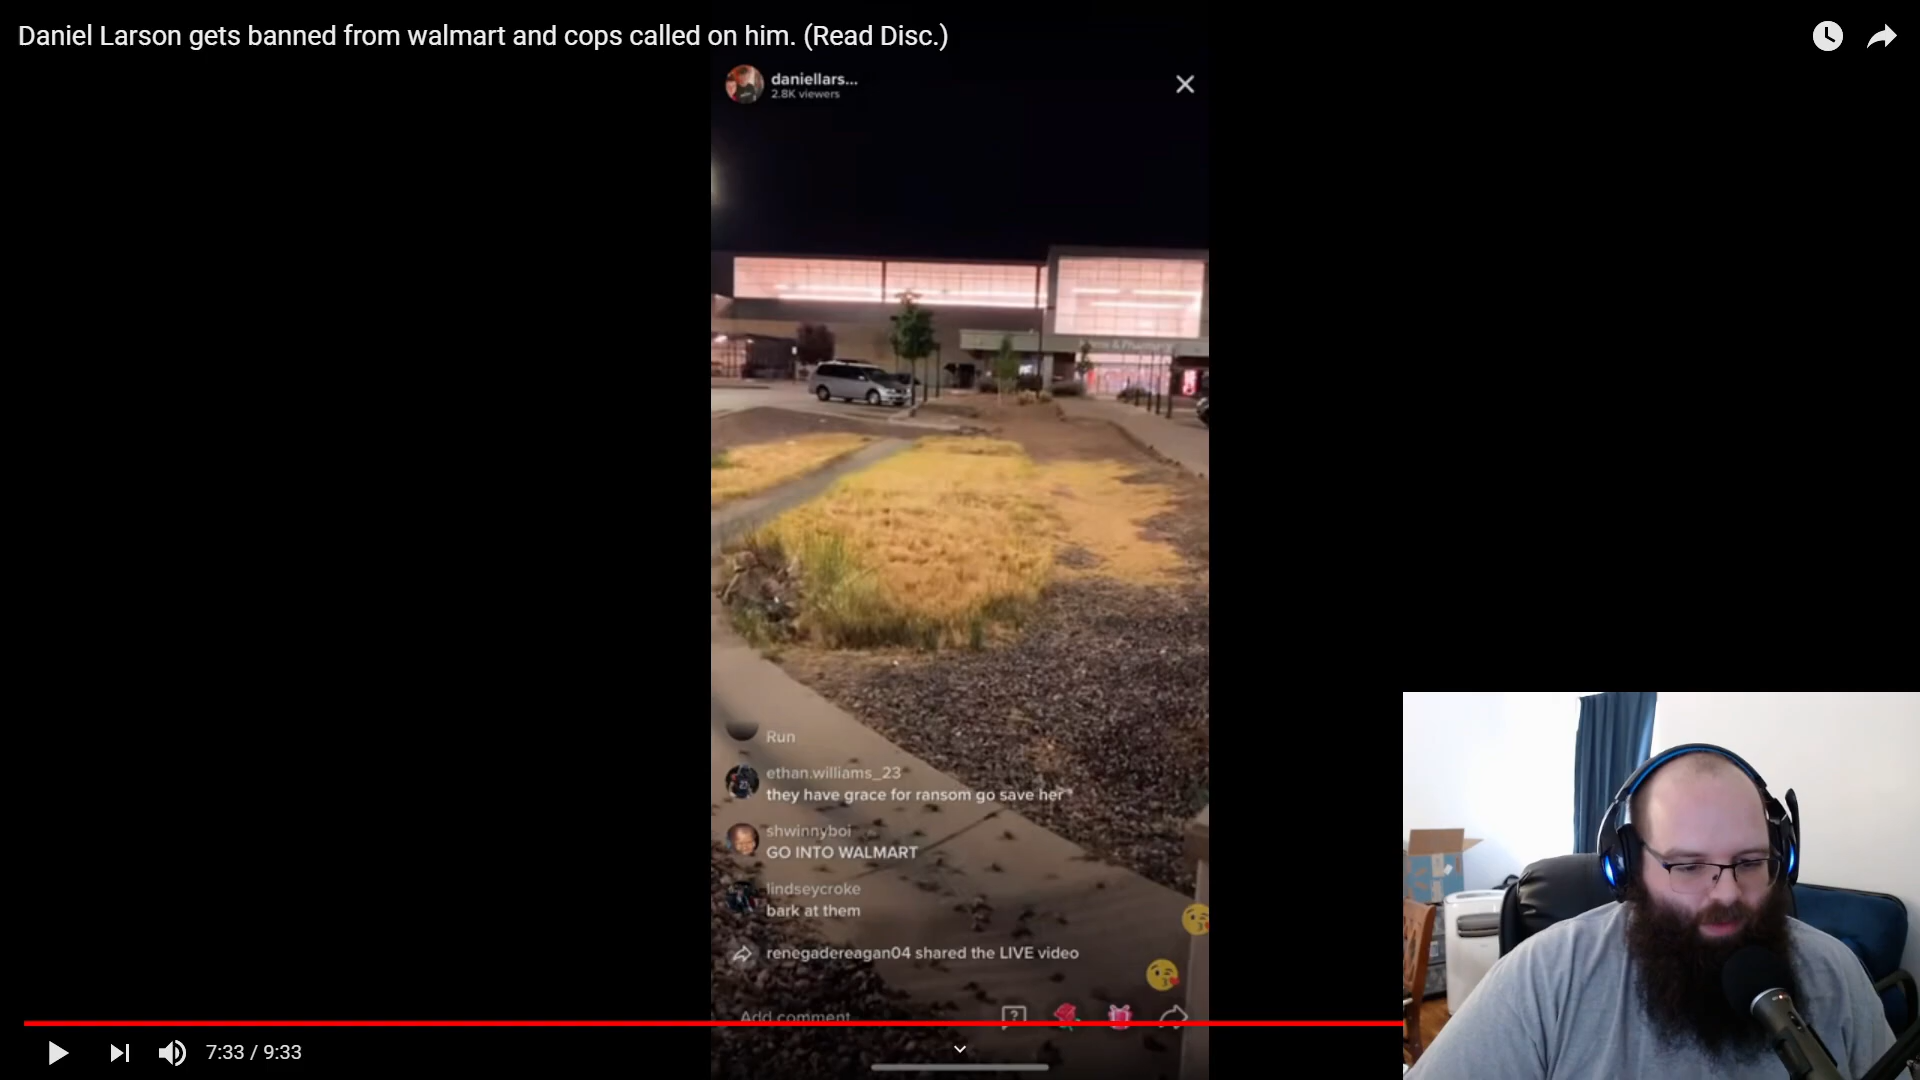 Daniel Larson gets banned from walmart and cops called on him. (Read Disc.)
daniellars...
2.8K viewers
Run
ethan.williams_23
they have grace for ransom go save her
shwinnyboi
GO INTO WALMART
lindseycroke
bark at them
renegadereagan04 shared the LIVE video
Add comment
?
7:33 / 9:33